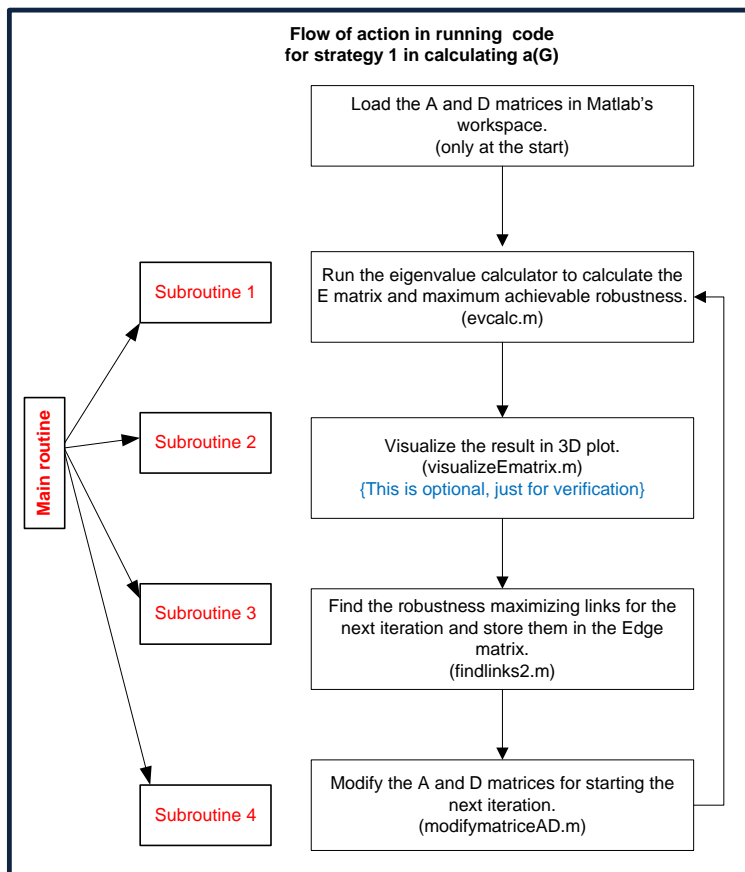 Flow of action in running code
for strategy 1 in calculating a(G)
Load the A and D matrices in Matlab's
workspace.
(only at the start)
Subroutine 1
Run the eigenvalue calculator to calculate the
E matrix and maximum achievable robustness.
(evcalc.m)
Main routine
Subroutine 2
Visualize the result in 3D plot.
(visualizeEmatrix.m)
{This is optional, just for verification}
Subroutine 3
Find the robustness maximizing links for the
next iteration and store them in the Edge
matrix.
(findlinks2.m)
Subroutine 4
Modify the A and D matrices for starting the
next iteration.
(modifymatriceAD.m)